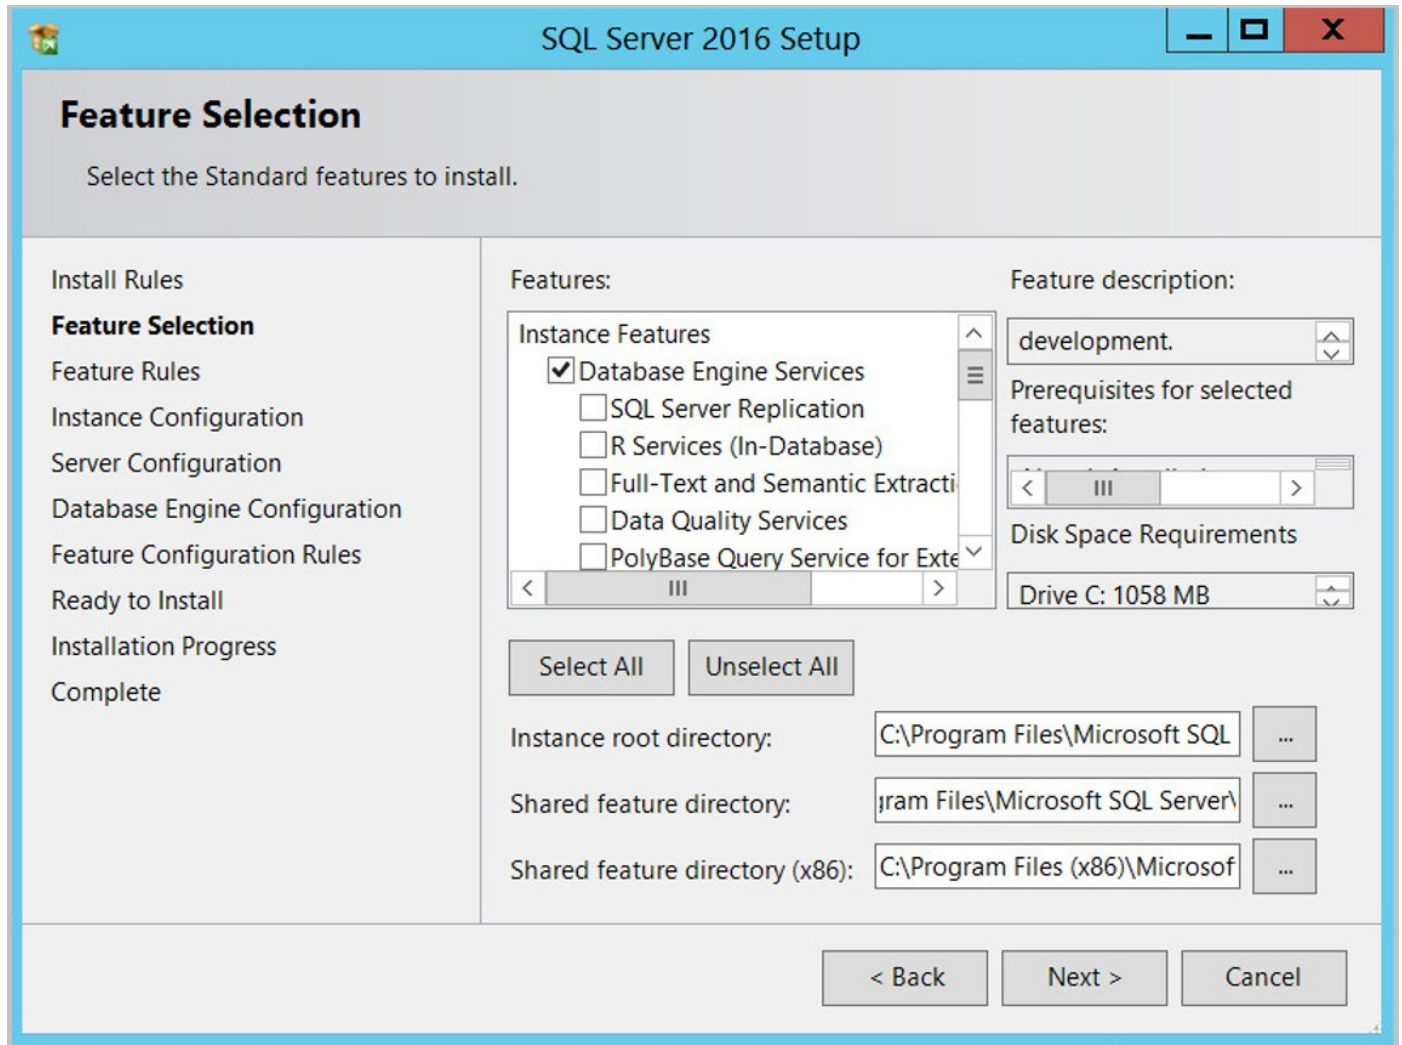 SQL Server 2016 Setup
Feature Selection
Select the Standard features to install.
Install Rules
Feature Selection
Feature Rules
Instance Configuration
Server Configuration
Database Engine Configuration
Feature Configuration Rules
Ready to Install
Installation Progress
Complete
Features:
Instance Features
Database Engine Services
SQL Server Replication
R Services (In-Database)
Full-Text and Semantic Extracti
Data Quality Services
PolyBase Query Service for Exte
Feature description:
development.
Prerequisites for selected
features:
Disk Space Requirements
Drive C: 1058 MB
Select All
Unselect All
Instance root directory:
C:\Program Files\Microsoft SQL
...
Shared feature directory:
gram Files\Microsoft SQL Server\
...
Shared feature directory (x86):
C:\Program Files (x86)\Microsof
...
< Back
Next >
Cancel